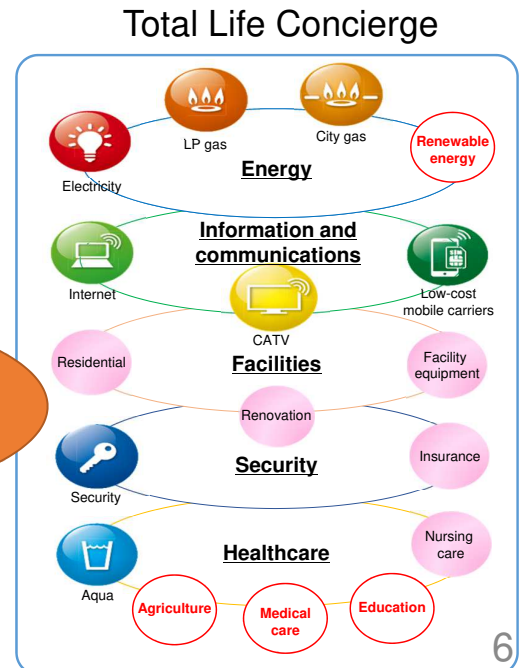 Total Life Concierge
LP gas
City gas
Renewable
energy
Electricity
Energy
Information and
communications
Internet
Low-cost
mobile carriers
CATV
Residential
Facilities
Facility
equipment
Renovation
Security
Insurance
Security
Healthcare
Nursing
care
Aqua
Agriculture
Medical
care
Education
6